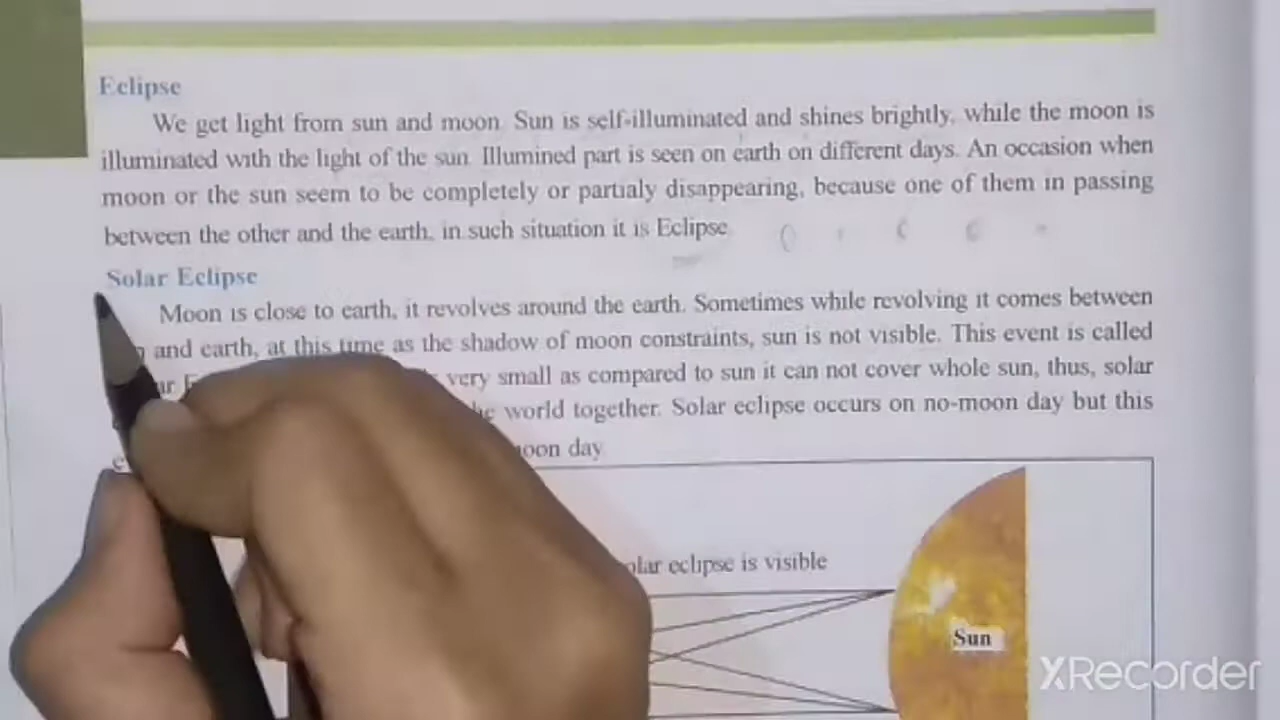 Eclipse
We get light from sun and moon. Sun is self-illuminated and shines brightly, while the moon is
illuminated with the light of the sun. Illumined part is seen on earth on different days. An occasion when
moon or the sun seem to be completely or partialy disappearing, because one of them in passing
between the other and the earth, in such situation it is Eclipse
Solar Eclipse
Moon is close to earth, it revolves around the earth. Sometimes while revolving it comes between
and earth, at this time as the shadow of moon constraints, sun is not visible. This event is called
very small as compared to sun it can not cover whole sun, thus, solar
world together. Solar eclipse occurs on no-moon day but this
day
eclipse is visible
Sun
XRecorder